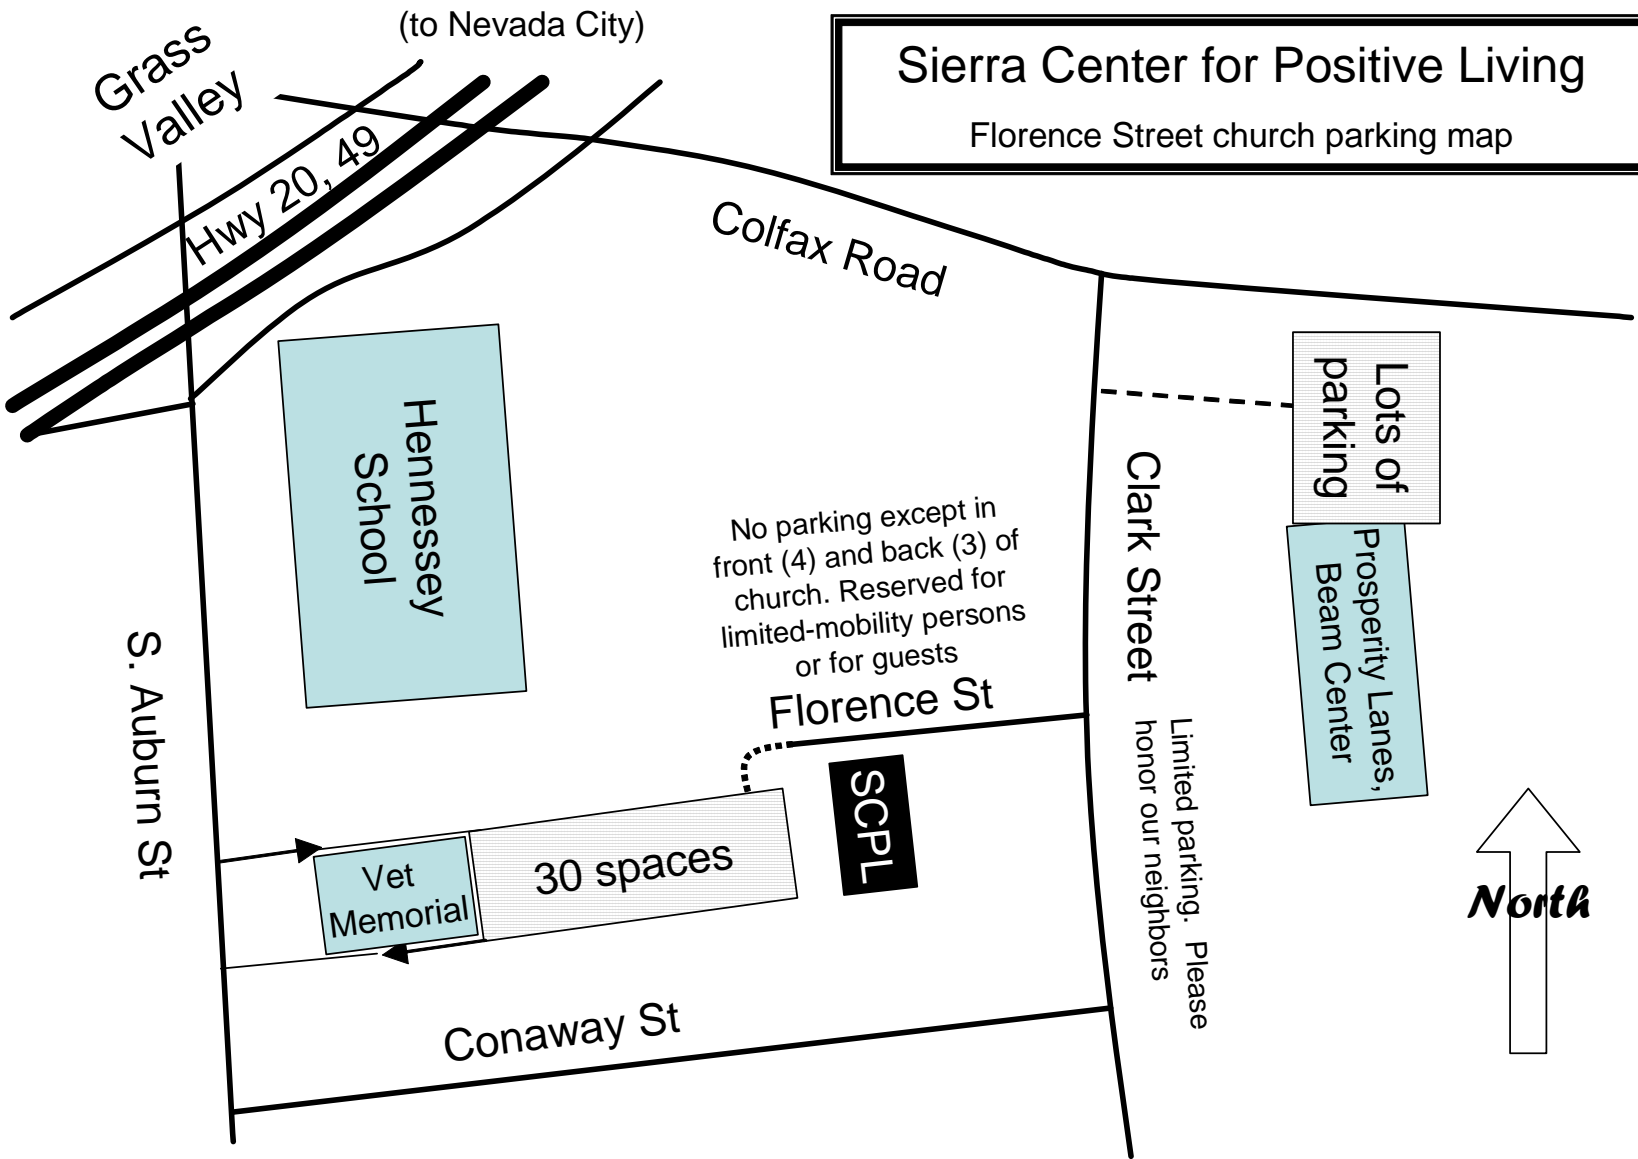 (to Nevada City)
Sierra Center for Positive Living
Florence Street church parking map
Grass
Valley
Hwy 20, 49
Colfax Road
Hennessey
School
Lots of
parking
No parking except in
front (4) and back (3) of
church. Reserved for
limited-mobility persons
or for guests
Clark Street
Prosperity Lanes,
Beam Center
S. Auburn St
Florence St
Limited parking. Please
honor our neighbors
SCPL
30 spaces
Vet
Memorial
North
Conaway St